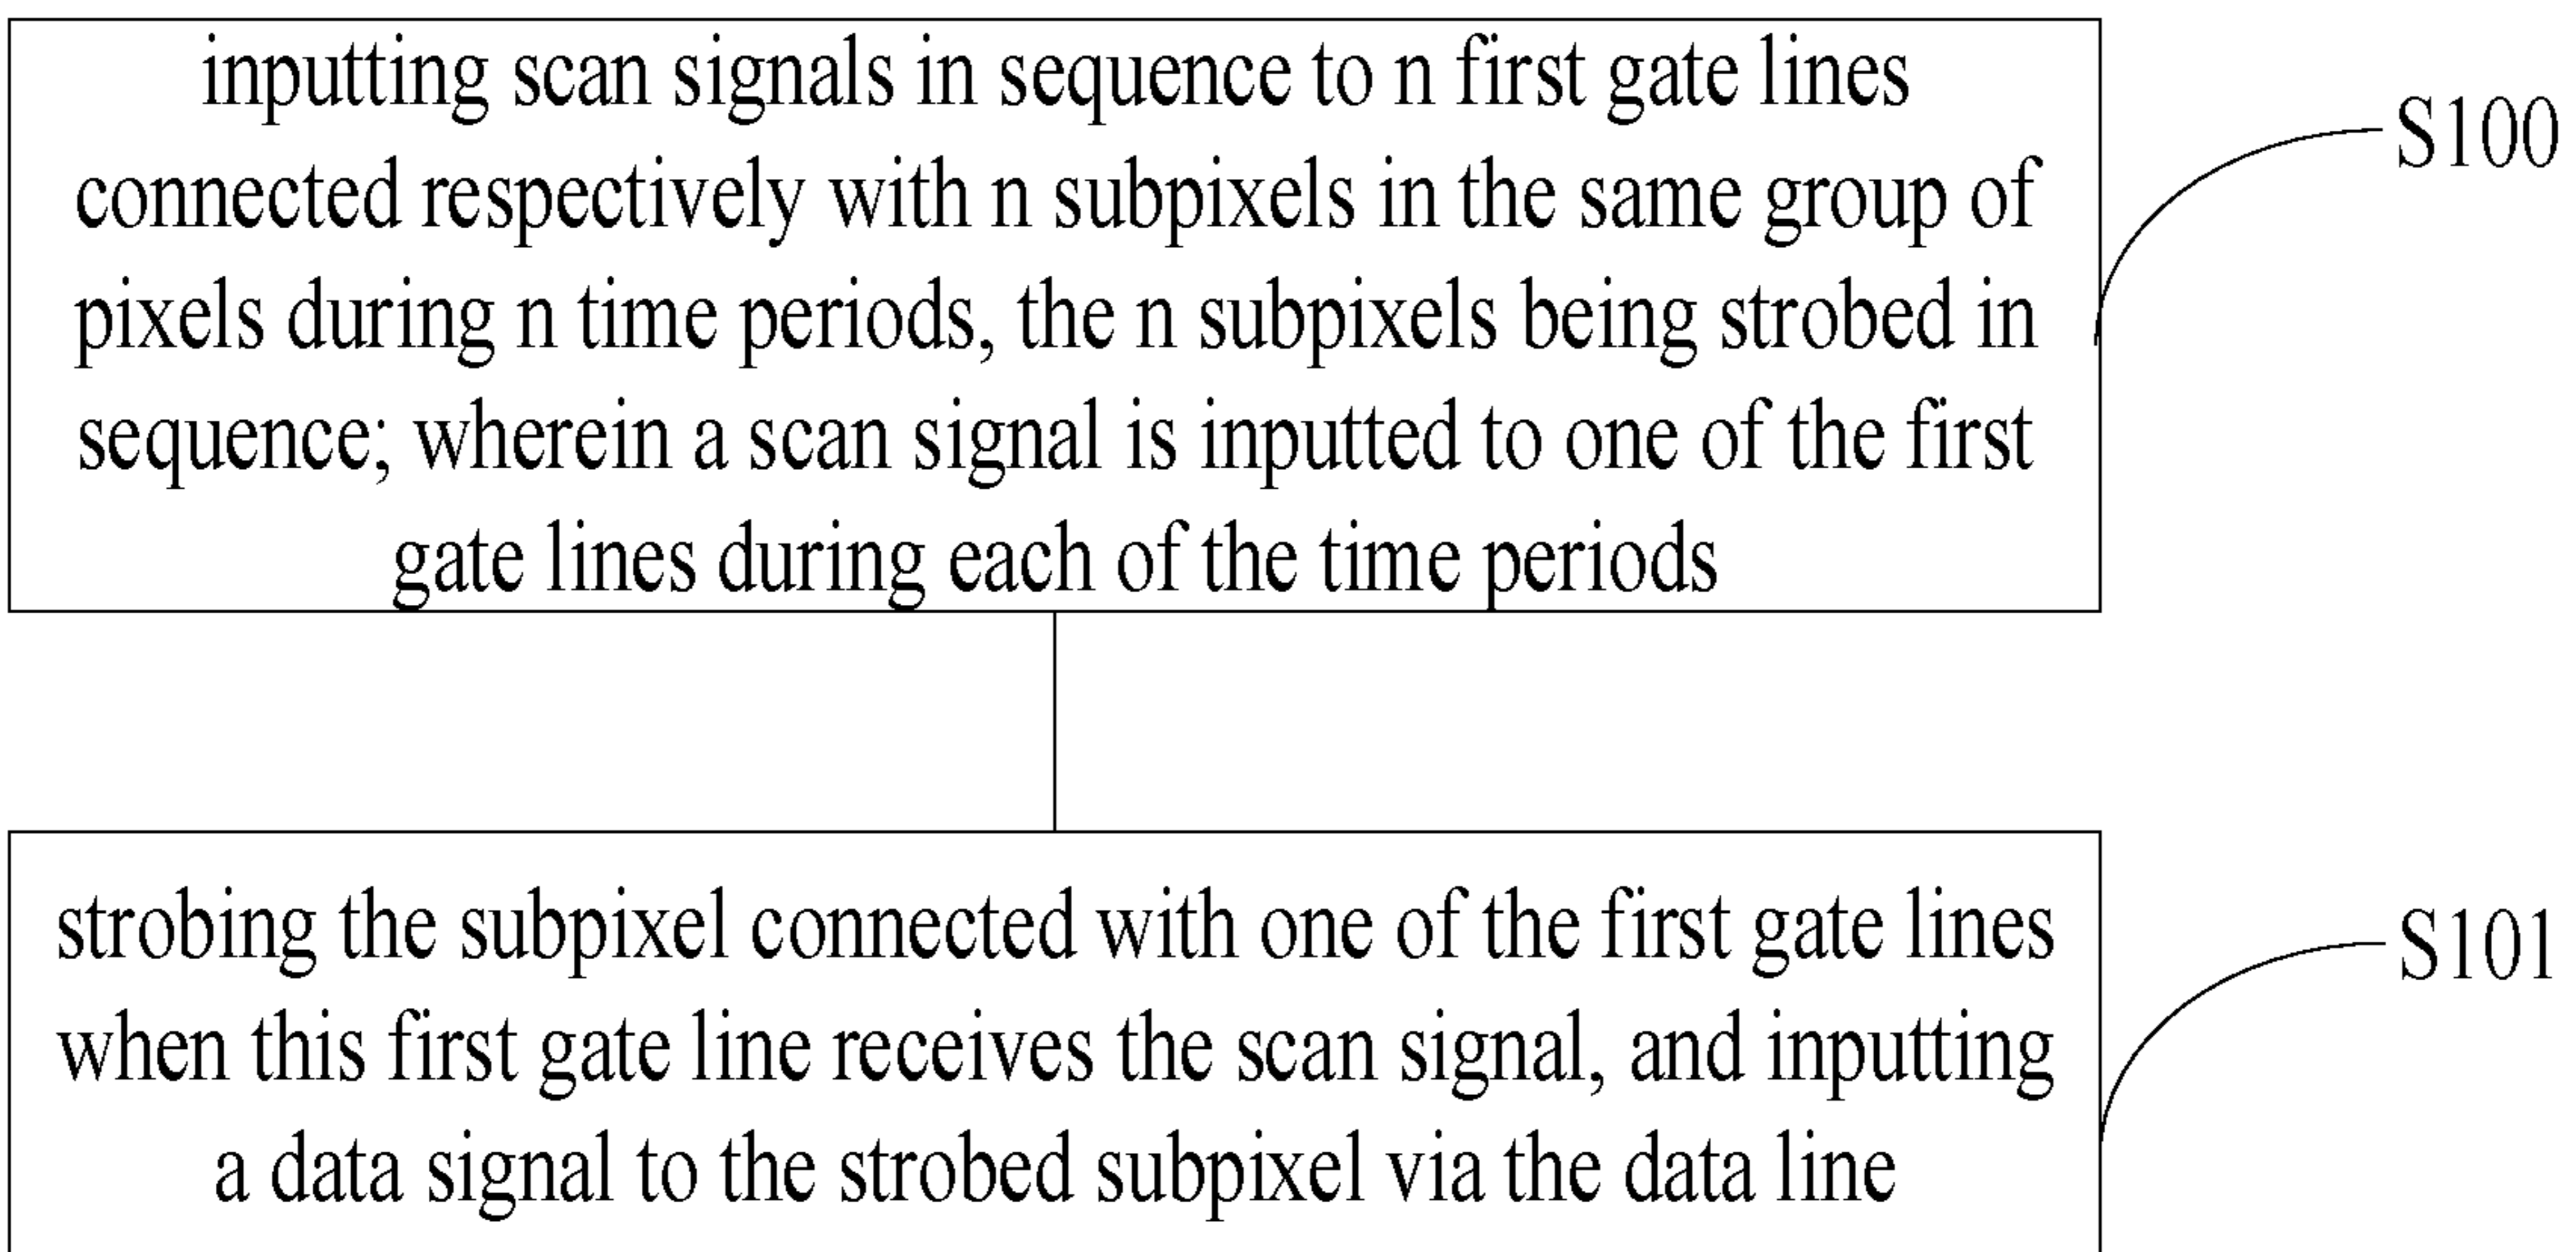 inputting scan signals in sequence to n first gate lines
connected respectively with n subpixels in the same group of
pixels during n time periods, the n subpixels being strobed in
sequence; wherein a scan signal is inputted to one of the first
gate lines during each of the time periods
S100
strobing the subpixel connected with one of the first gate lines
when this first gate line receives the scan signal, and inputting
a data signal to the strobed subpixel via the data line
S101